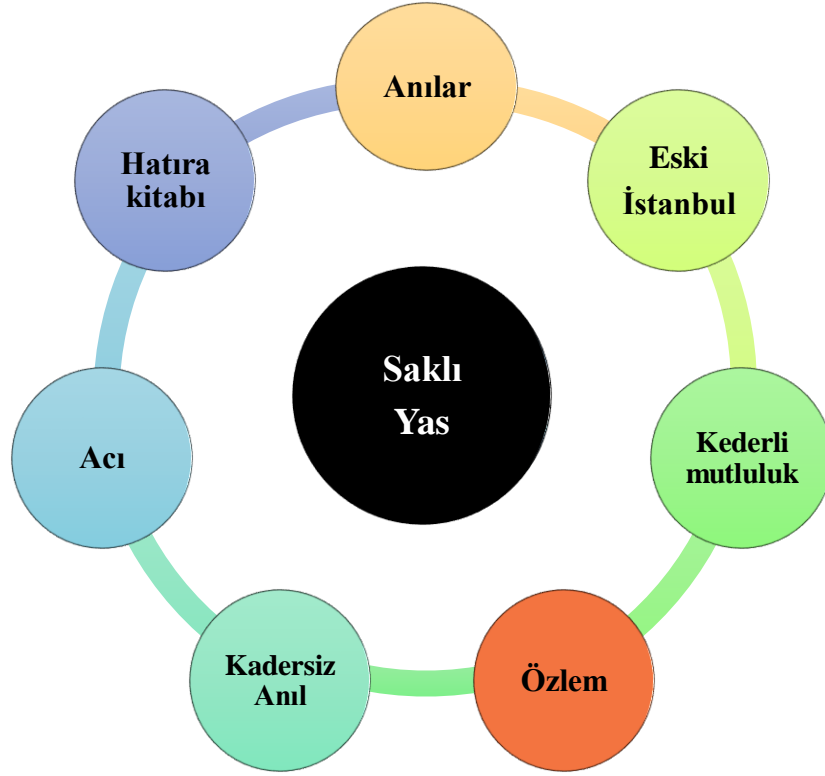 Anılar
Eski
İstanbul
Kederli
mutluluk
Özlem
Kadersiz
Anıl
Acı
Hatıra
kitabı
Saklı
Yas